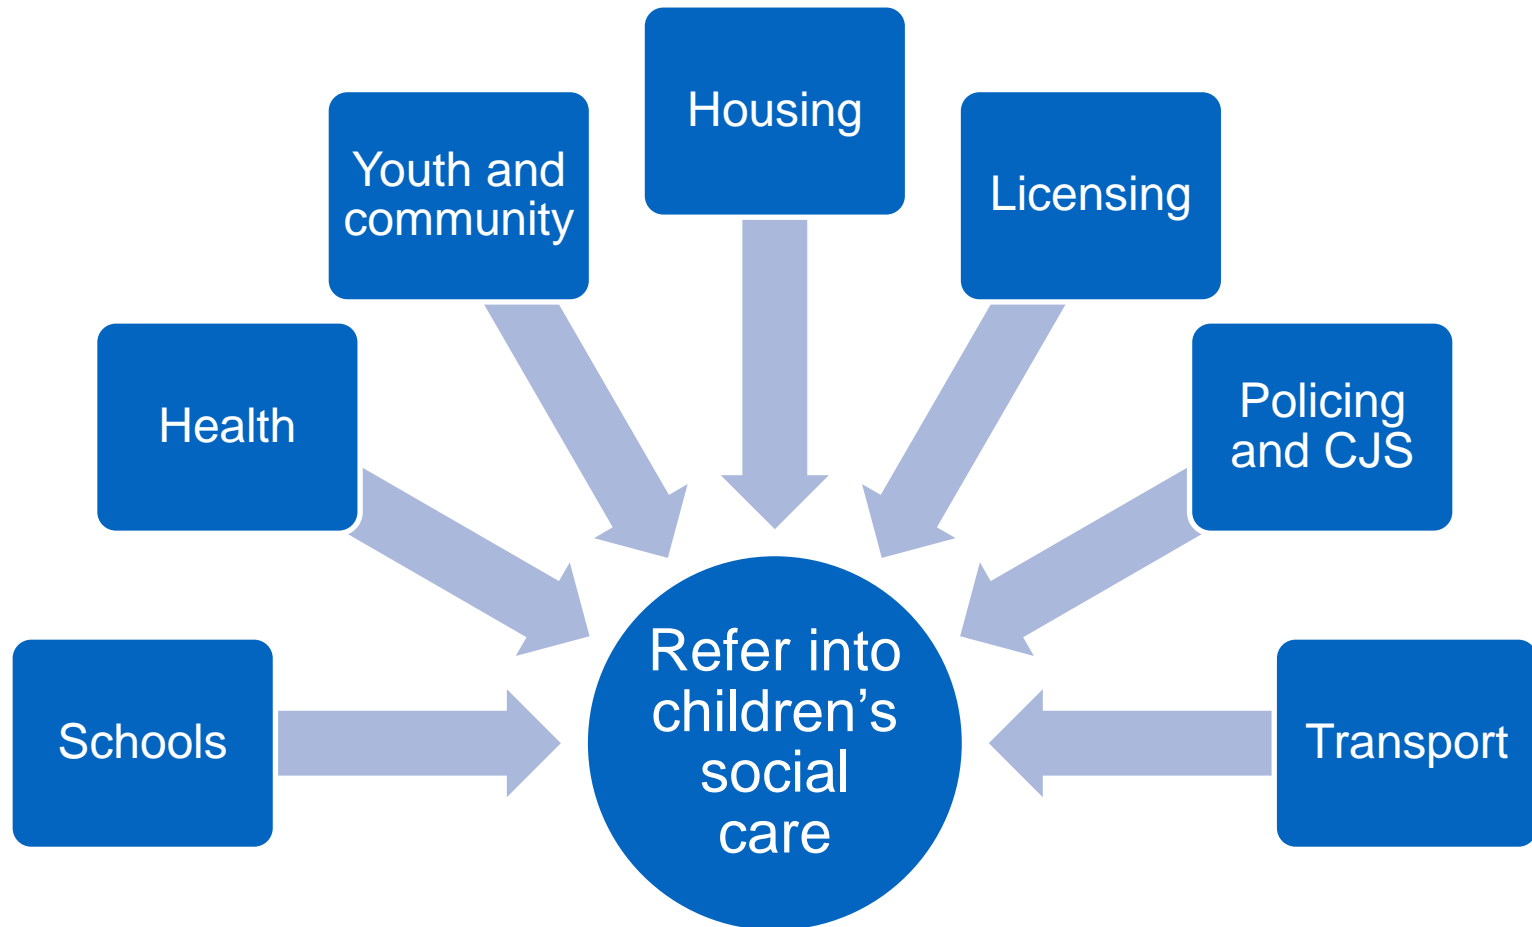 Housing
Youth and
community
Licensing
Health
Policing
and CJS
Schools
Refer into
children’s
social
care
Transport